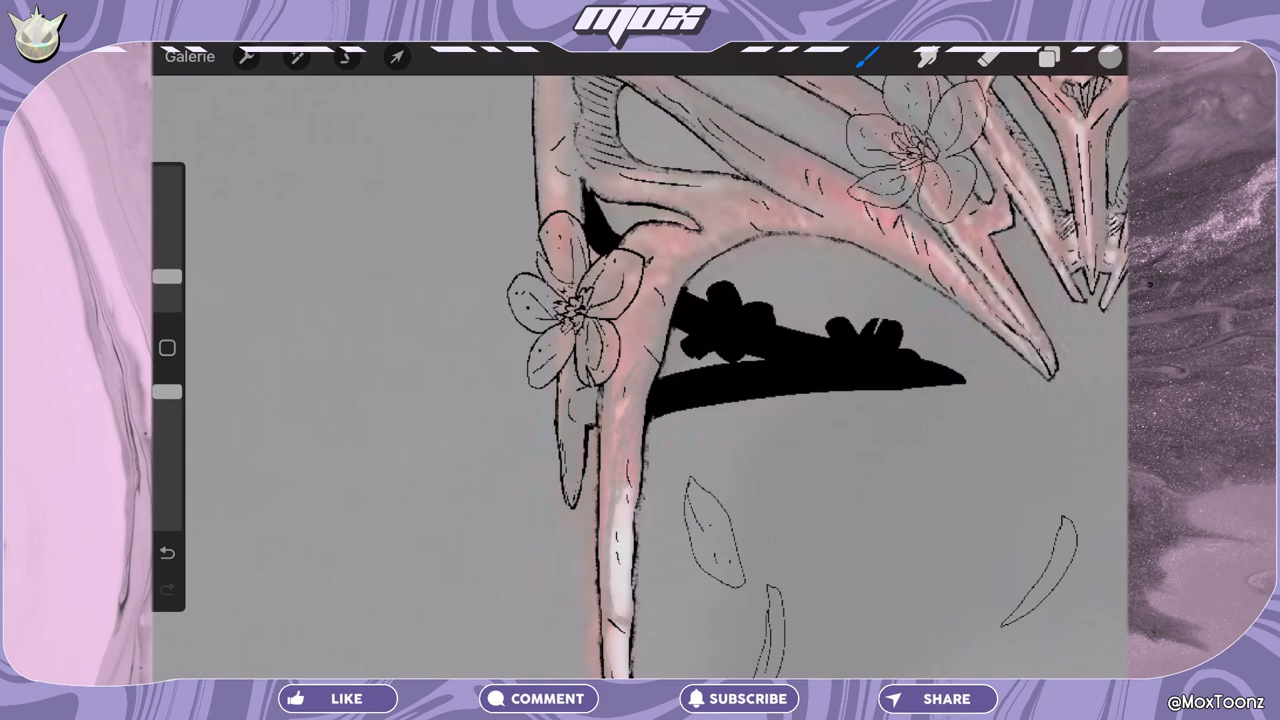 MOX
Galerie
LIKE
COMMENT
SUBSCRIBE
SHARE
@MoxToonz